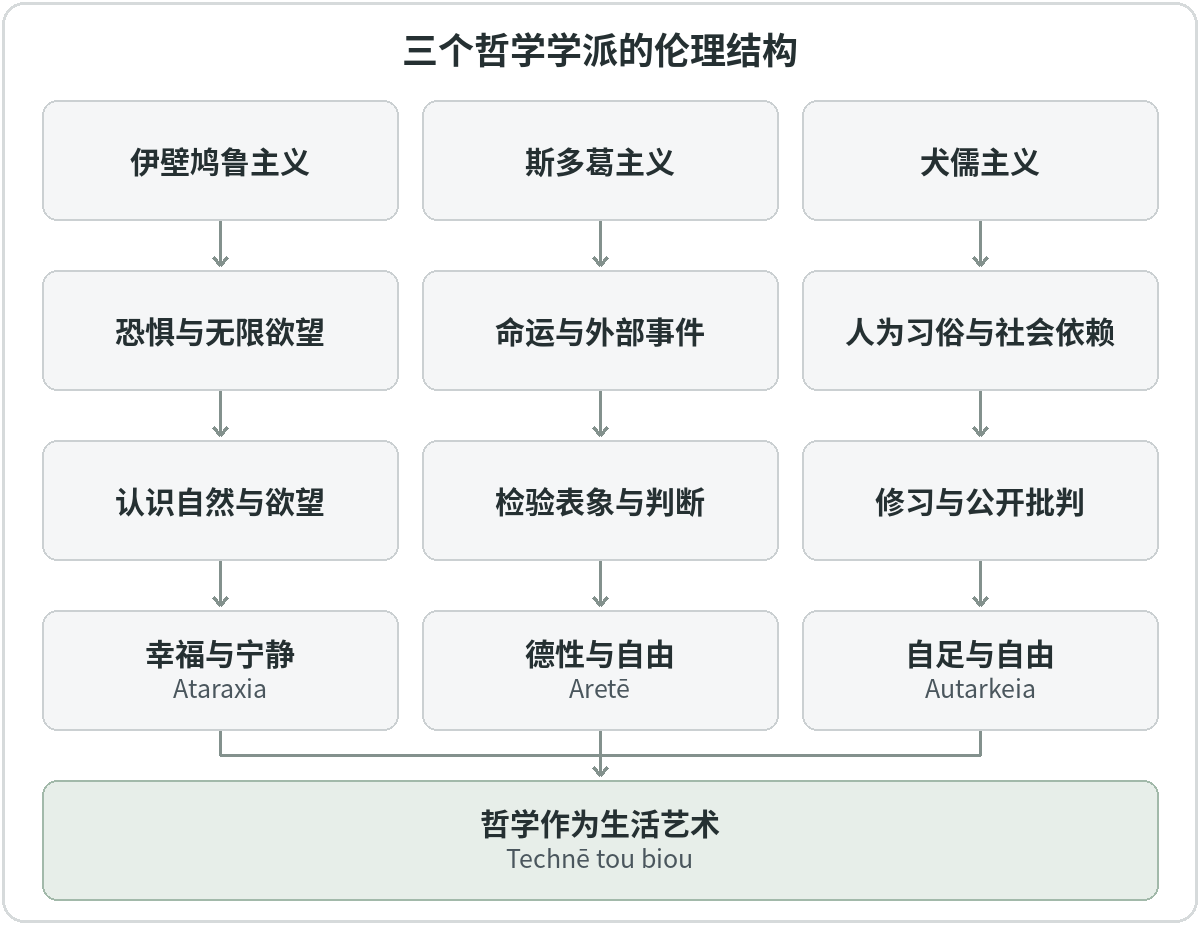 三个哲学学派的伦理结构
伊壁鸠鲁主义
斯多葛主义
犬儒主义
恐惧与无限欲望
命运与外部事件
人为习俗与社会依赖
认识自然与欲望
检验表象与判断
修习与公开批判
幸福与宁静
Ataraxia
德性与自由
Aretē
自足与自由
Autarkeia
哲学作为生活艺术
Technē tou biou